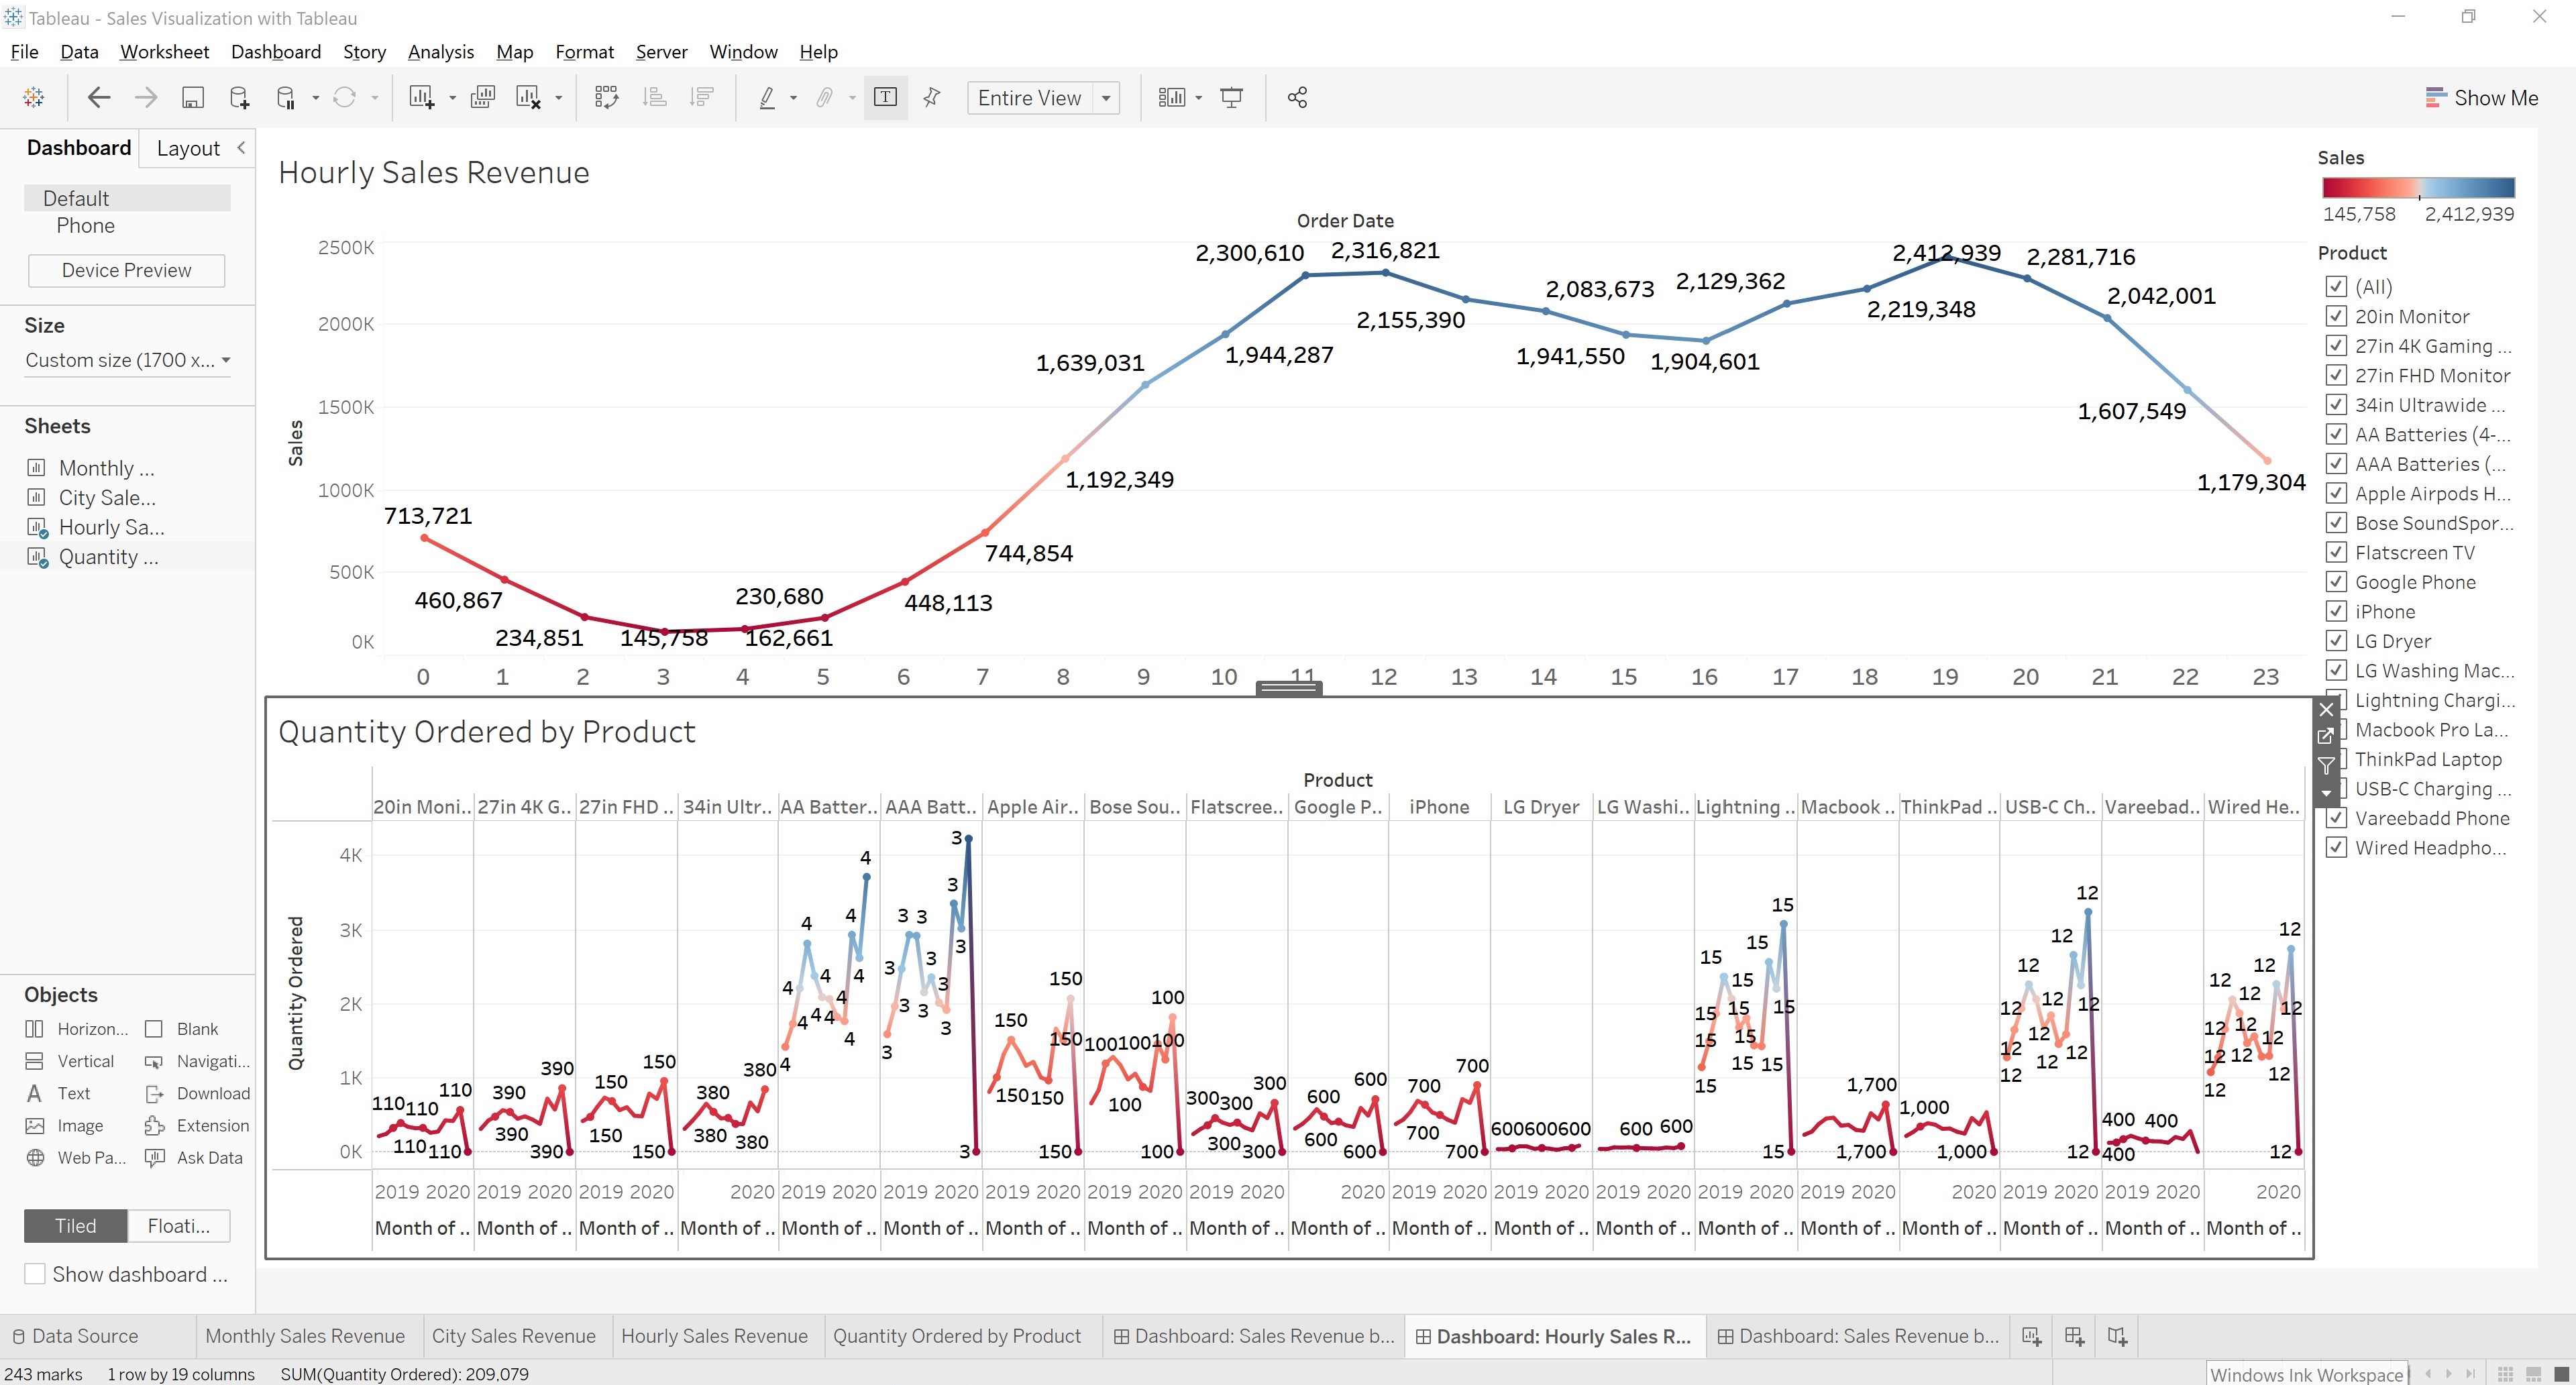 Tableau - Sales Visualization with Tableau
File Data Worksheet Dashboard Story Analysis Map Format Server Window Help
Entire View
Show Me
Dashboard Layout
Default
Phone
Device Preview
Size
Custom size (1700 x...
Sheets
Monthly ...
City Sale...
Hourly Sa...
Quantity ...
Objects
Horizon... Blank
Vertical Navigati...
Text Download
Image Extension
Web Pa... Ask Data
Tiled Floati...
Show dashboard ...
Hourly Sales Revenue
Order Date
Sales
2500K
2000K
1500K
1000K
500K
0K
713,721
460,867
234,851
145,758
162,661
230,680
448,113
744,854
1,192,349
1,639,031
1,944,287
2,300,610
2,316,821
2,155,390
2,083,673
1,941,550
1,904,601
2,129,362
2,219,348
2,412,939
2,281,716
2,042,001
1,607,549
1,179,304
0 1 2 3 4 5 6 7 8 9 10 11 12 13 14 15 16 17 18 19 20 21 22 23
Quantity Ordered by Product
Product
20in Moni.. 27in 4K G.. 27in FHD .. 34in Ultr.. AA Batter.. AAA Batt.. Apple Air.. Bose Sou.. Flatscree.. Google P.. iPhone LG Dryer LG Washi.. Lightning .. Macbook .. ThinkPad .. USB-C Ch.. Vareebad.. Wired He..
Quantity Ordered
4K
3K
2K
1K
0K
110 110 110 110 110
390 390 390 390
150 150 150 150
380 380 380 380
4 4 4 4 4 4 4 4 4 4 4 4
3 3 3 3 3 3 3 3 3 3 3 3 3
150 150 150 150 150 150
100 100 100 100 100 100
300 300 300 300 300
600 600 600 600
700 700 700 700
600 600 600
600 600
15 15 15 15 15 15 15 15 15 15 15 15 15
1,700 1,700
1,000 1,000
12 12 12 12 12 12 12 12 12 12 12 12
400 400 400
12 12 12 12 12 12 12 12 12 12 12 12 12
2019 2020 2019 2020 2019 2020 2020 2019 2020 2019 2020 2019 2020 2019 2020 2019 2020 2020 2019 2020 2019 2020 2019 2020 2019 2020 2019 2020 2020 2019 2020 2019 2020 2020
Month of .. Month of .. Month of .. Month of .. Month of .. Month of .. Month of .. Month of .. Month of .. Month of .. Month of .. Month of .. Month of .. Month of .. Month of .. Month of .. Month of .. Month of .. Month of ..
Sales
145,758 2,412,939
Product
(All)
20in Monitor
27in 4K Gaming ...
27in FHD Monitor
34in Ultrawide ...
AA Batteries (4-...
AAA Batteries (...
Apple Airpods H...
Bose SoundSpor...
Flatscreen TV
Google Phone
iPhone
LG Dryer
LG Washing Mac...
Lightning Chargi...
Macbook Pro La...
ThinkPad Laptop
USB-C Charging ...
Vareebadd Phone
Wired Headpho...
Data Source Monthly Sales Revenue City Sales Revenue Hourly Sales Revenue Quantity Ordered by Product Dashboard: Sales Revenue b... Dashboard: Hourly Sales R... Dashboard: Sales Revenue b...
243 marks 1 row by 19 columns SUM(Quantity Ordered): 209,079
Windows Ink Workspace